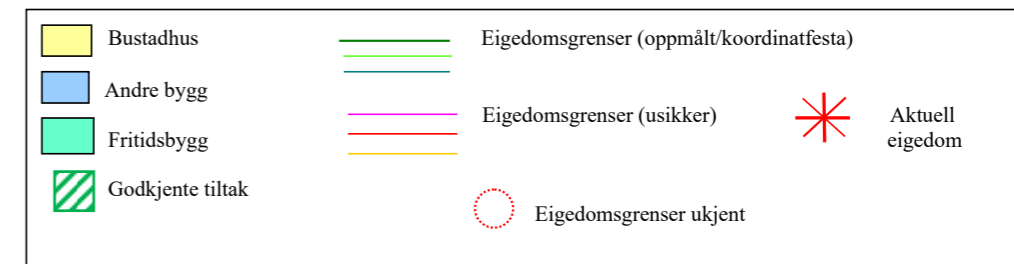 Bustadhus
Eigedomsgrenser (oppmålt/koordinatfesta)
Andre bygg
Eigedomsgrenser (usikker)
Aktuell
eigedom
Fritidsbygg
Godkjente tiltak
Eigedomsgrenser ukjent